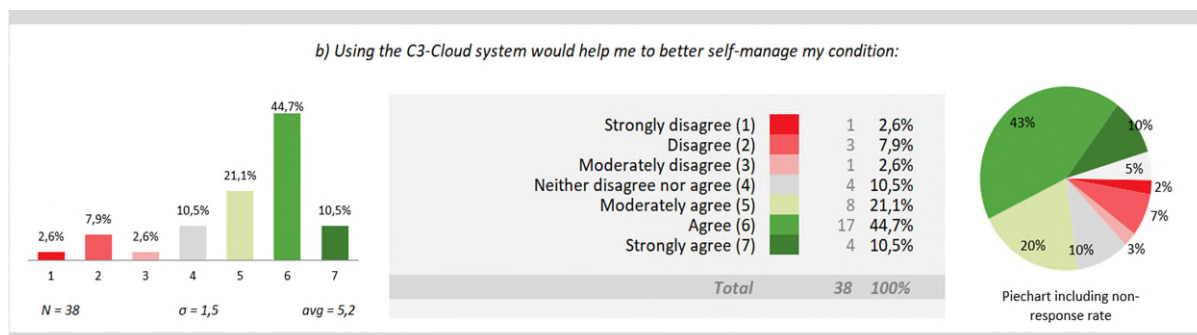 b) Using the C3-Cloud system would help me to better self-manage my condition:
44,7%
21,1%
10,5%
10,5%
7,9%
2,6%
2,6%
1 2 3 4 5 6 7
N = 38 σ = 1,5 avg = 5,2
Strongly disagree (1) 1 2,6%
Disagree (2) 3 7,9%
Moderately disagree (3) 1 2,6%
Neither disagree nor agree (4) 4 10,5%
Moderately agree (5) 8 21,1%
Agree (6) 17 44,7%
Strongly agree (7) 4 10,5%
Total 38 100%
43%
10%
5%
2%
7%
3%
10%
20%
Piechart including non-
response rate